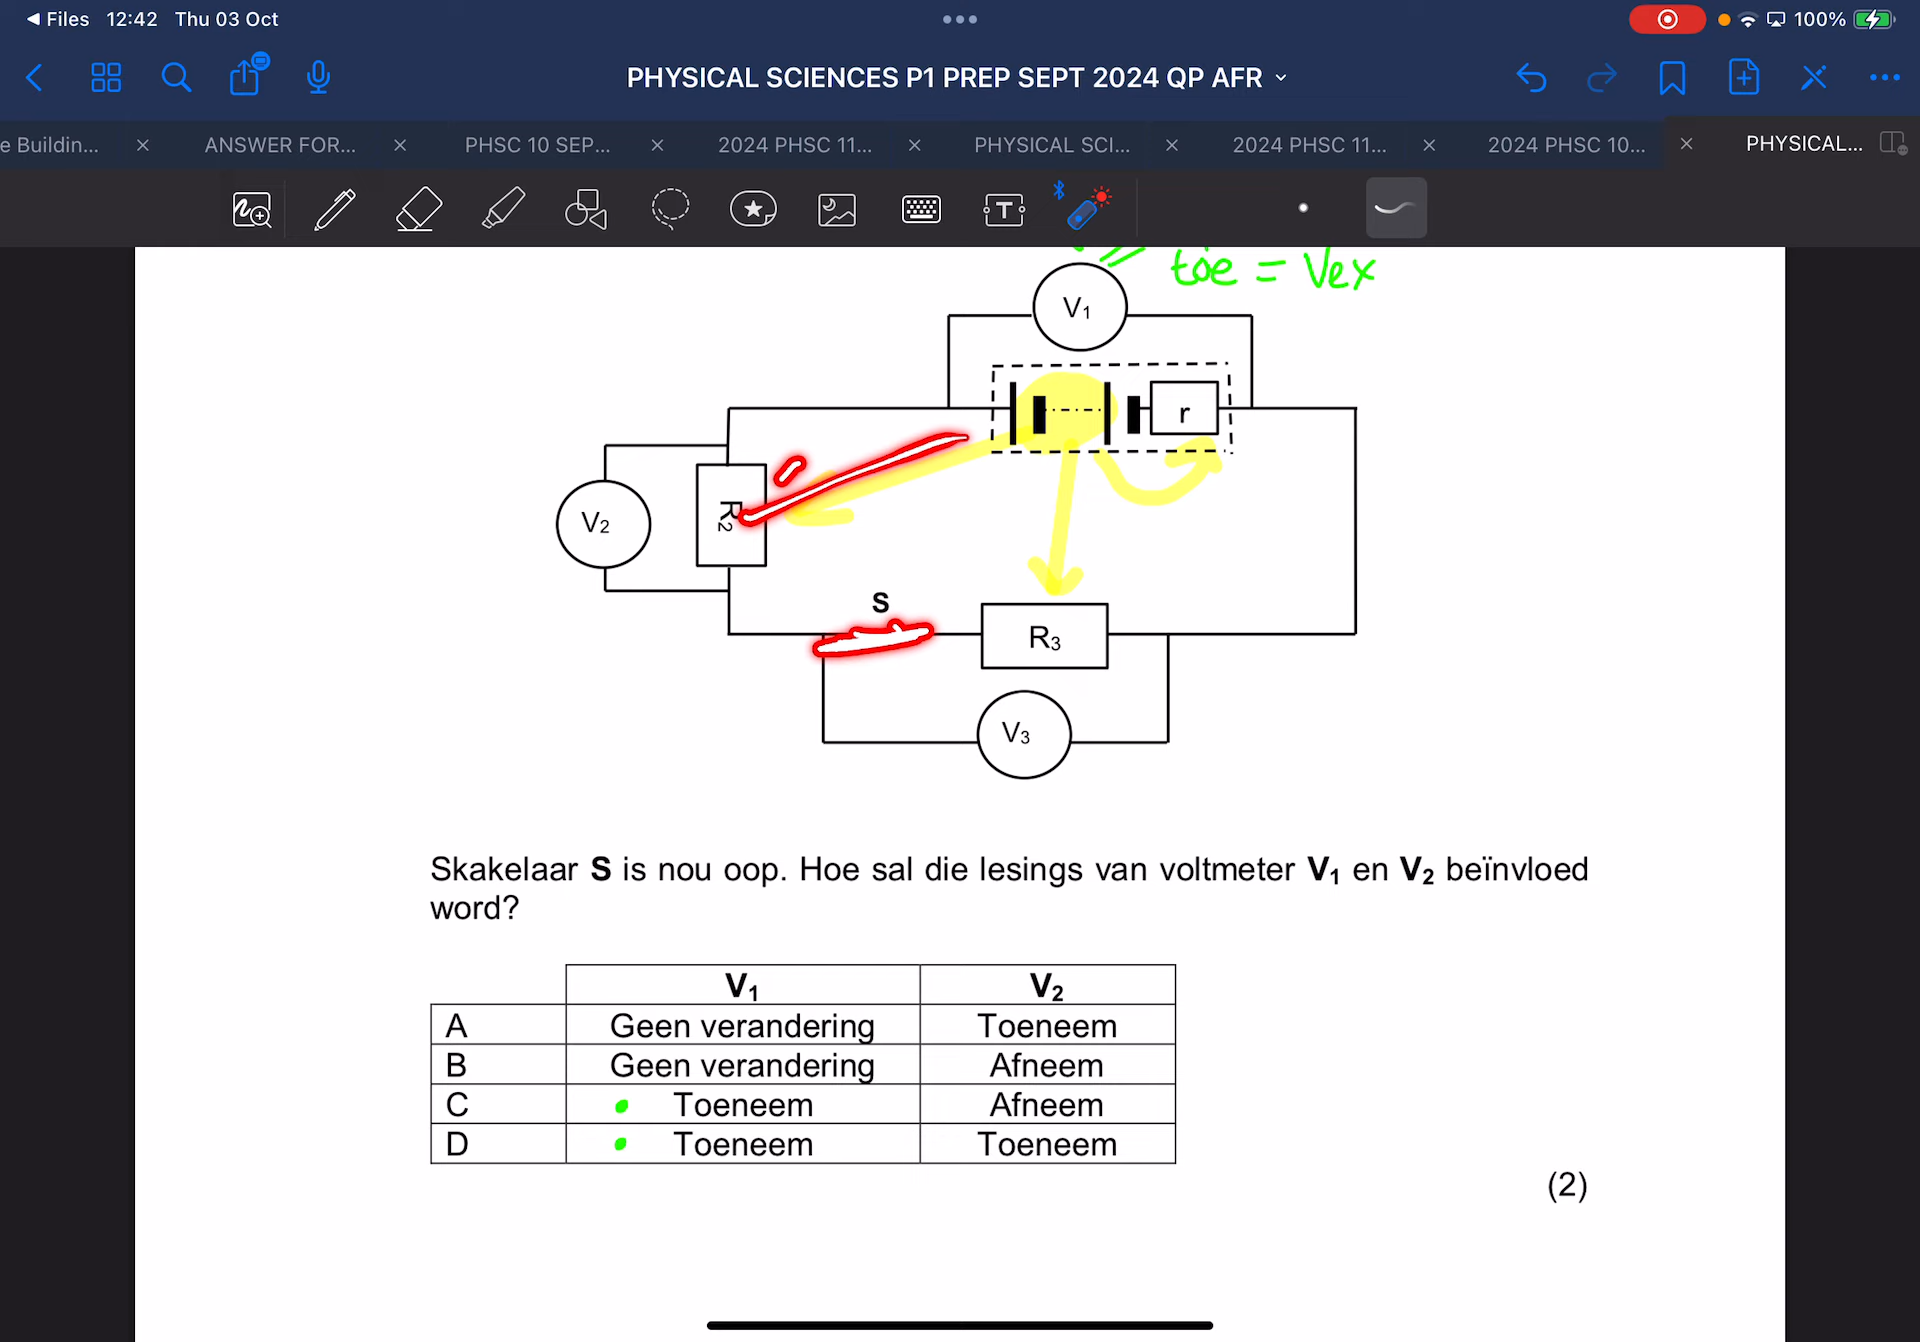 Files 12:42 Thu 03 Oct
100%
PHYSICAL SCIENCES P1 PREP SEPT 2024 QP AFR
e Buildin... ANSWER FOR... PHSC 10 SEP... 2024 PHSC 11... PHYSICAL SCI... 2024 PHSC 11... 2024 PHSC 10... PHYSICAL...
T
toe = Vex
V₁
r
V₂
R₂
S
R₃
V₃
Skakelaar S is nou oop. Hoe sal die lesings van voltmeter V₁ en V₂ beïnvloed
word?
V₁ V₂
A Geen verandering Toeneem
B Geen verandering Afneem
C Toeneem Afneem
D Toeneem Toeneem
(2)